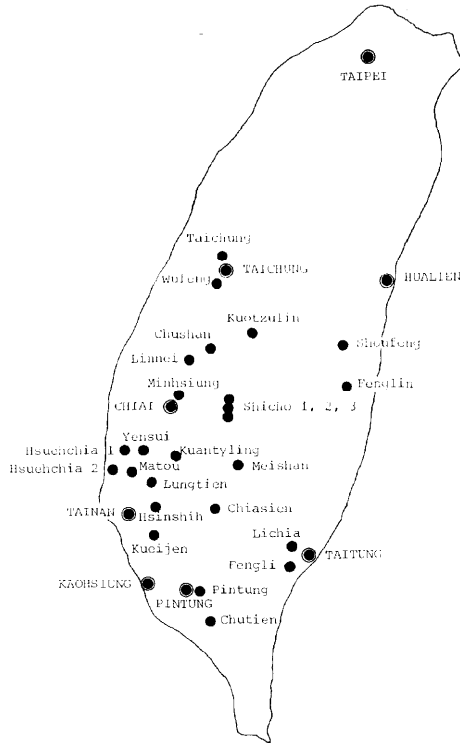 TAIPEI
Taichung
TAICHUNG
Wufeng
HUALIEN
Kuotzulin
Chushan
Shoufeng
Linnei
Minhsiung
Fenglin
CHIAI
Shicho 1, 2, 3
Yensui
Hsuehchia 1
Kuantyling
Hsuehchia 2
Matou
Meishan
Lungtien
TAINAN
Hsinshih
Chiasien
Lichia
Kueijen
TAITUNG
Fengli
KAOHSIUNG
Pintung
PINTUNG
Chutien